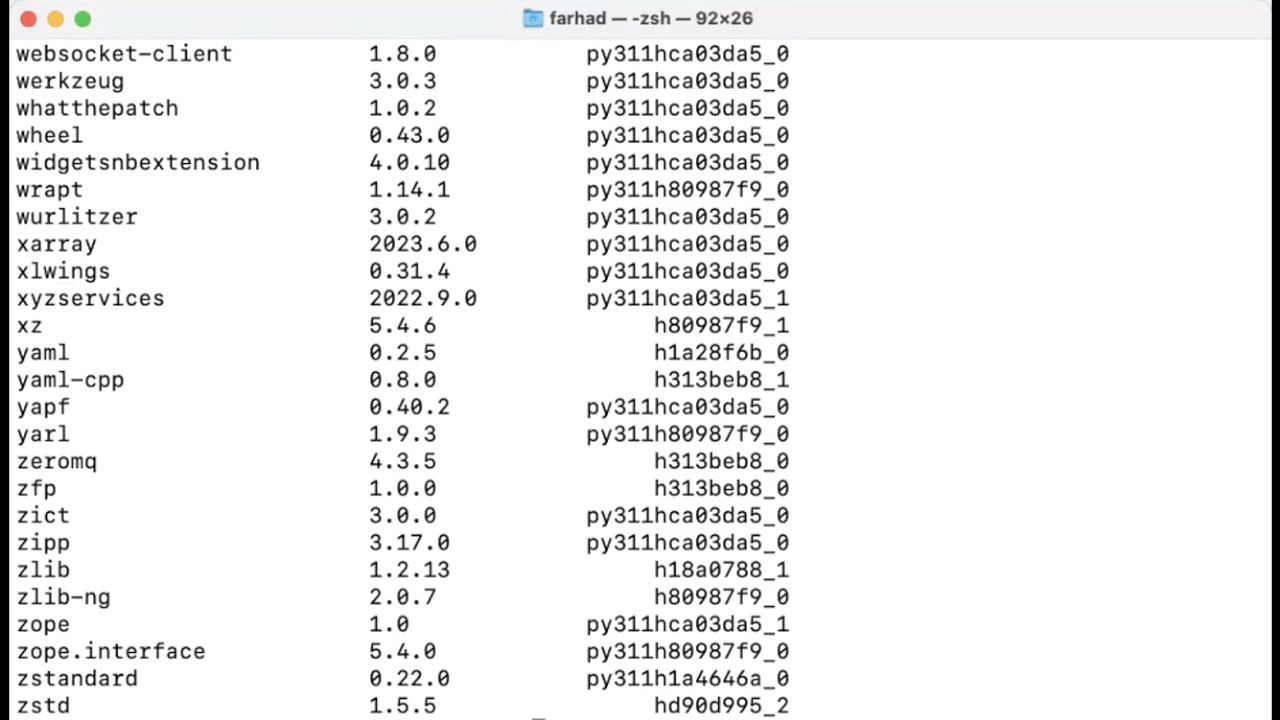 farhad — -zsh — 92×26
websocket-client 1.8.0 py311hca03da5_0
werkzeug 3.0.3 py311hca03da5_0
whatthepatch 1.0.2 py311hca03da5_0
wheel 0.43.0 py311hca03da5_0
widgetsnbextension 4.0.10 py311hca03da5_0
wrapt 1.14.1 py311h80987f9_0
wurlitzer 3.0.2 py311hca03da5_0
xarray 2023.6.0 py311hca03da5_0
xlwings 0.31.4 py311hca03da5_0
xyzservices 2022.9.0 py311hca03da5_1
xz 5.4.6 h80987f9_1
yaml 0.2.5 h1a28f6b_0
yaml-cpp 0.8.0 h313beb8_1
yapf 0.40.2 py311hca03da5_0
yarl 1.9.3 py311h80987f9_0
zeromq 4.3.5 h313beb8_0
zfp 1.0.0 h313beb8_0
zict 3.0.0 py311hca03da5_0
zipp 3.17.0 py311hca03da5_0
zlib 1.2.13 h18a0788_1
zlib-ng 2.0.7 h80987f9_0
zope 1.0 py311hca03da5_1
zope.interface 5.4.0 py311h80987f9_0
zstandard 0.22.0 py311h1a4646a_0
zstd 1.5.5 hd90d995_2